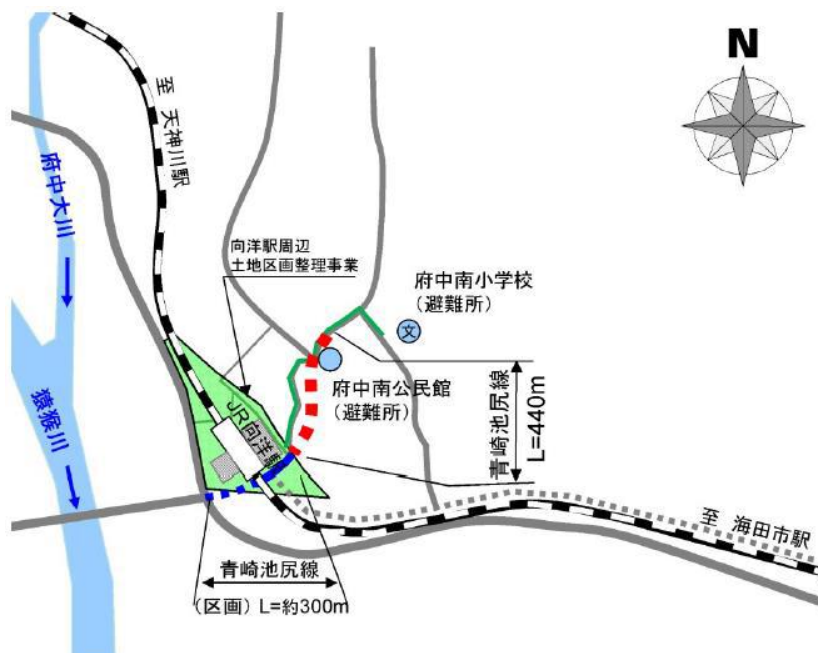 N
至 天神川駅
府中大川
向洋駅周辺
土地区画整理事業
府中南小学校
（避難所）
文
府中南公民館
（避難所）
猿猴川
JR向洋駅
青崎池尻線
L=440m
至 海田市駅
青崎池尻線
（区画）L=約300m